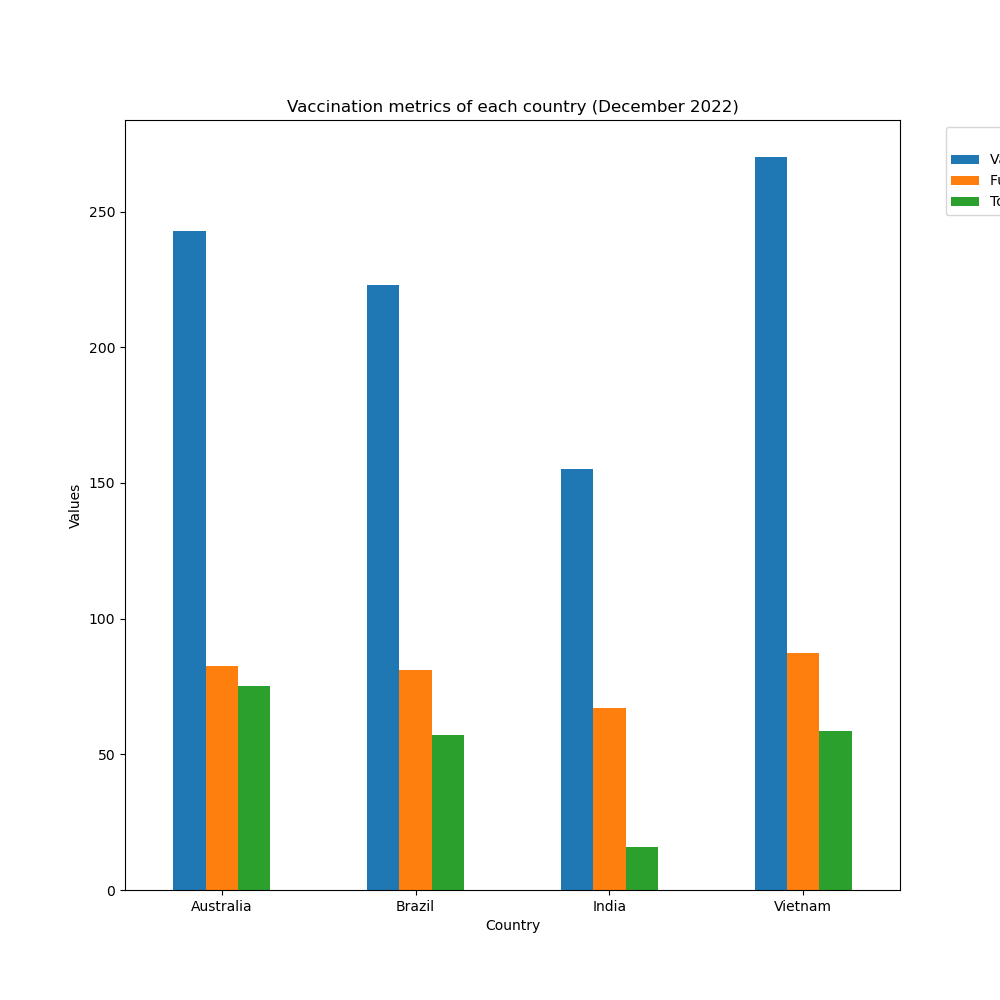 Vaccination metrics of each country (December 2022)
250
200
150
100
50
0
Values
Australia Brazil India Vietnam
Country